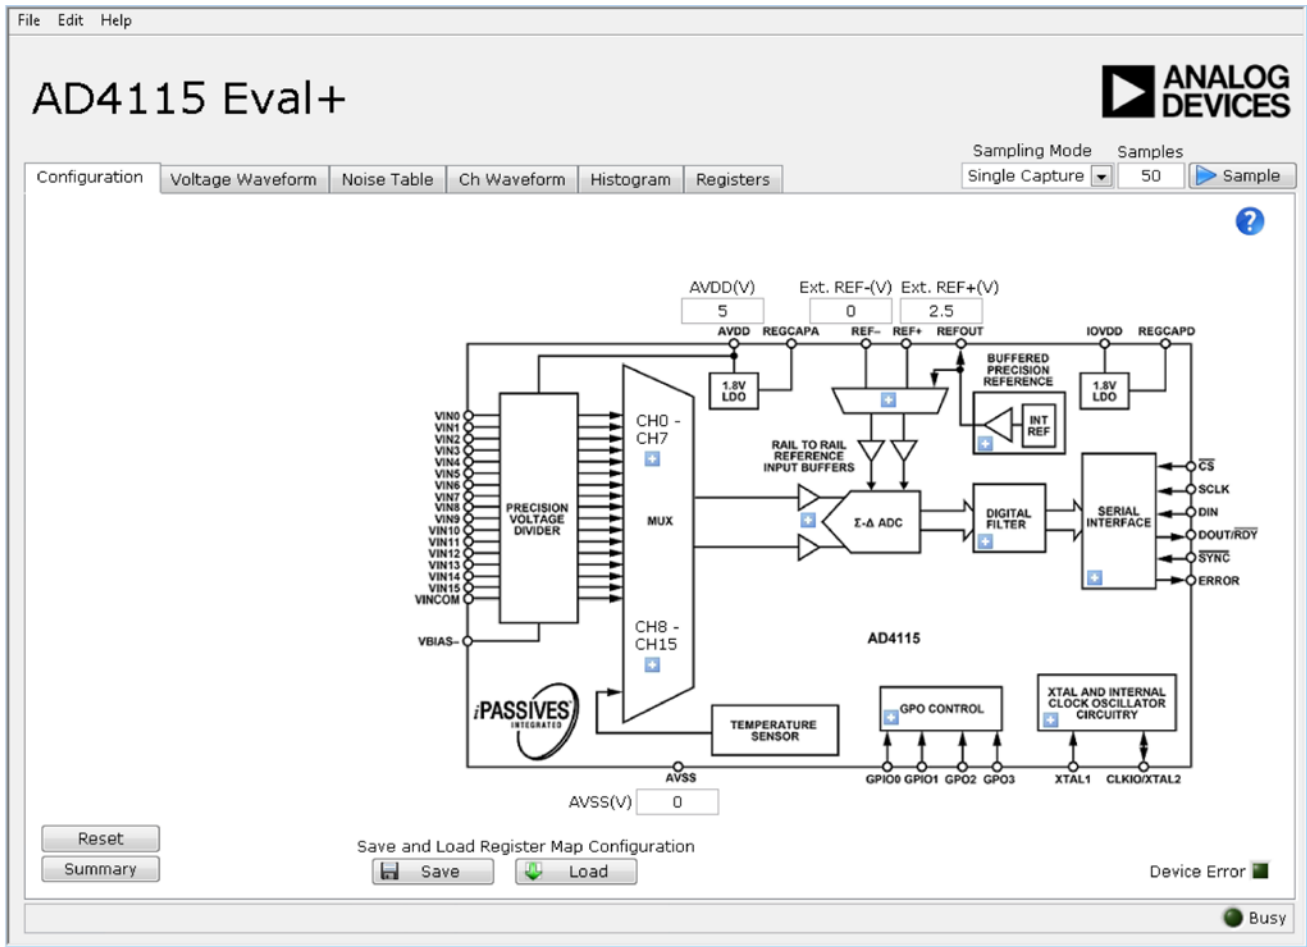 File Edit Help
AD4115 Eval+
ANALOG
DEVICES
Sampling Mode Samples
Configuration Voltage Waveform Noise Table Ch Waveform Histogram Registers
Single Capture 50 Sample
?
AVDD(V) Ext. REF-(V) Ext. REF+(V)
5 0 2.5
AVDD REGCAPA REF– REF+ REFOUT IOVDD REGCAPD
BUFFERED
PRECISION
REFERENCE
1.8V
LDO
1.8V
LDO
INT
REF
VIN0
VIN1
VIN2
VIN3
VIN4
VIN5
VIN6
VIN7
VIN8
VIN9
VIN10
VIN11
VIN12
VIN13
VIN14
VIN15
VINCOM
VBIAS–
PRECISION
VOLTAGE
DIVIDER
CH0 -
CH7
MUX
CH8 -
CH15
RAIL TO RAIL
REFERENCE
INPUT BUFFERS
Σ-Δ ADC
DIGITAL
FILTER
SERIAL
INTERFACE
CS
SCLK
DIN
DOUT/RDY
SYNC
ERROR
AD4115
iPASSIVES
INTEGRATED
TEMPERATURE
SENSOR
GPO CONTROL
XTAL AND INTERNAL
CLOCK OSCILLATOR
CIRCUITRY
AVSS GPIO0 GPIO1 GPO2 GPO3 XTAL1 CLKIO/XTAL2
AVSS(V) 0
Reset
Summary
Save and Load Register Map Configuration
Save Load
Device Error
Busy